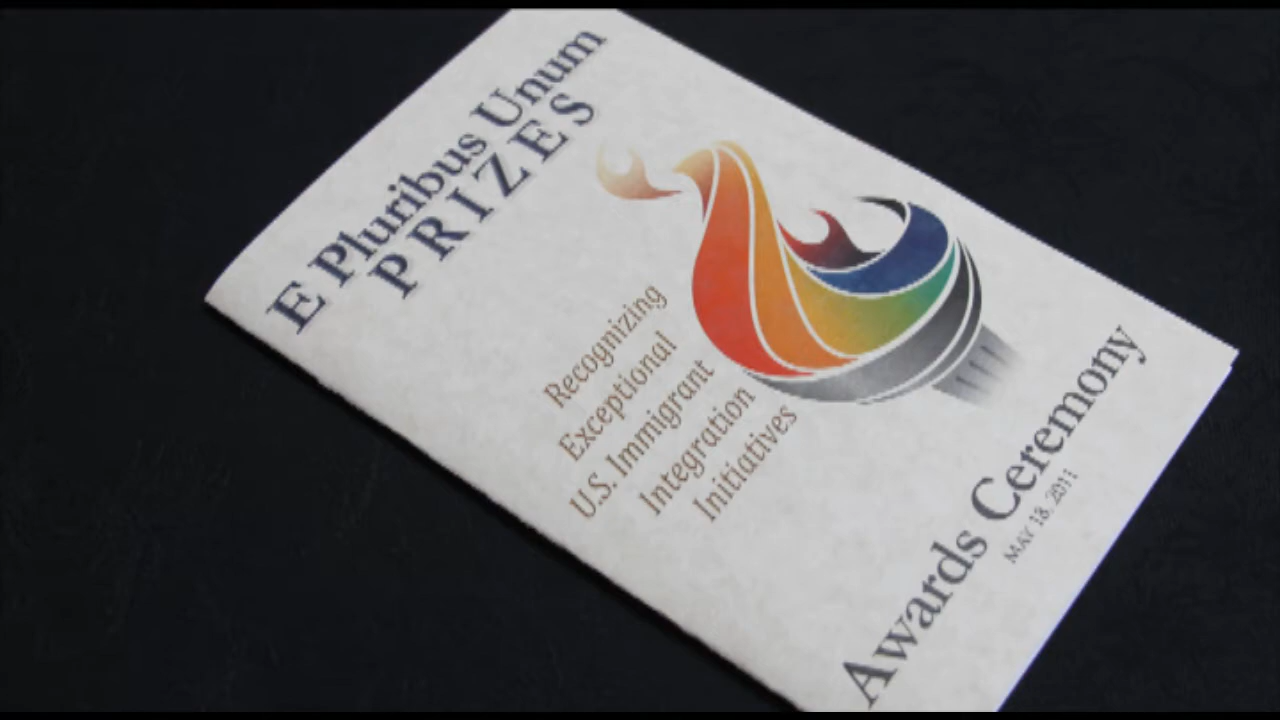 E Pluribus Unum
PRIZES
Recognizing
Exceptional
U.S. Immigrant
Integration
Initiatives
Awards Ceremony
MAY 18, 2011